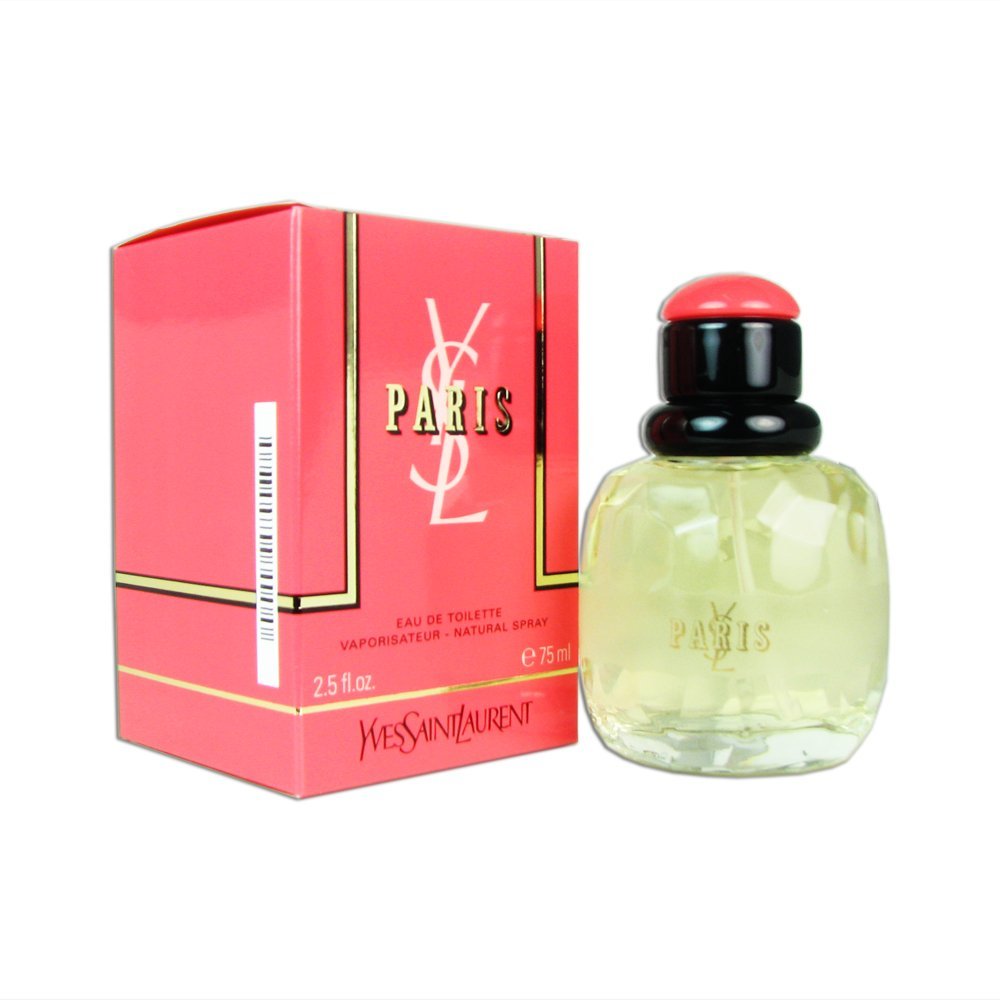 YSL
PARIS
EAU DE TOILETTE
VAPORISATEUR - NATURAL SPRAY
2.5 fl.oz. e 75 ml
YVESSAINTLAURENT
PARIS
YSL